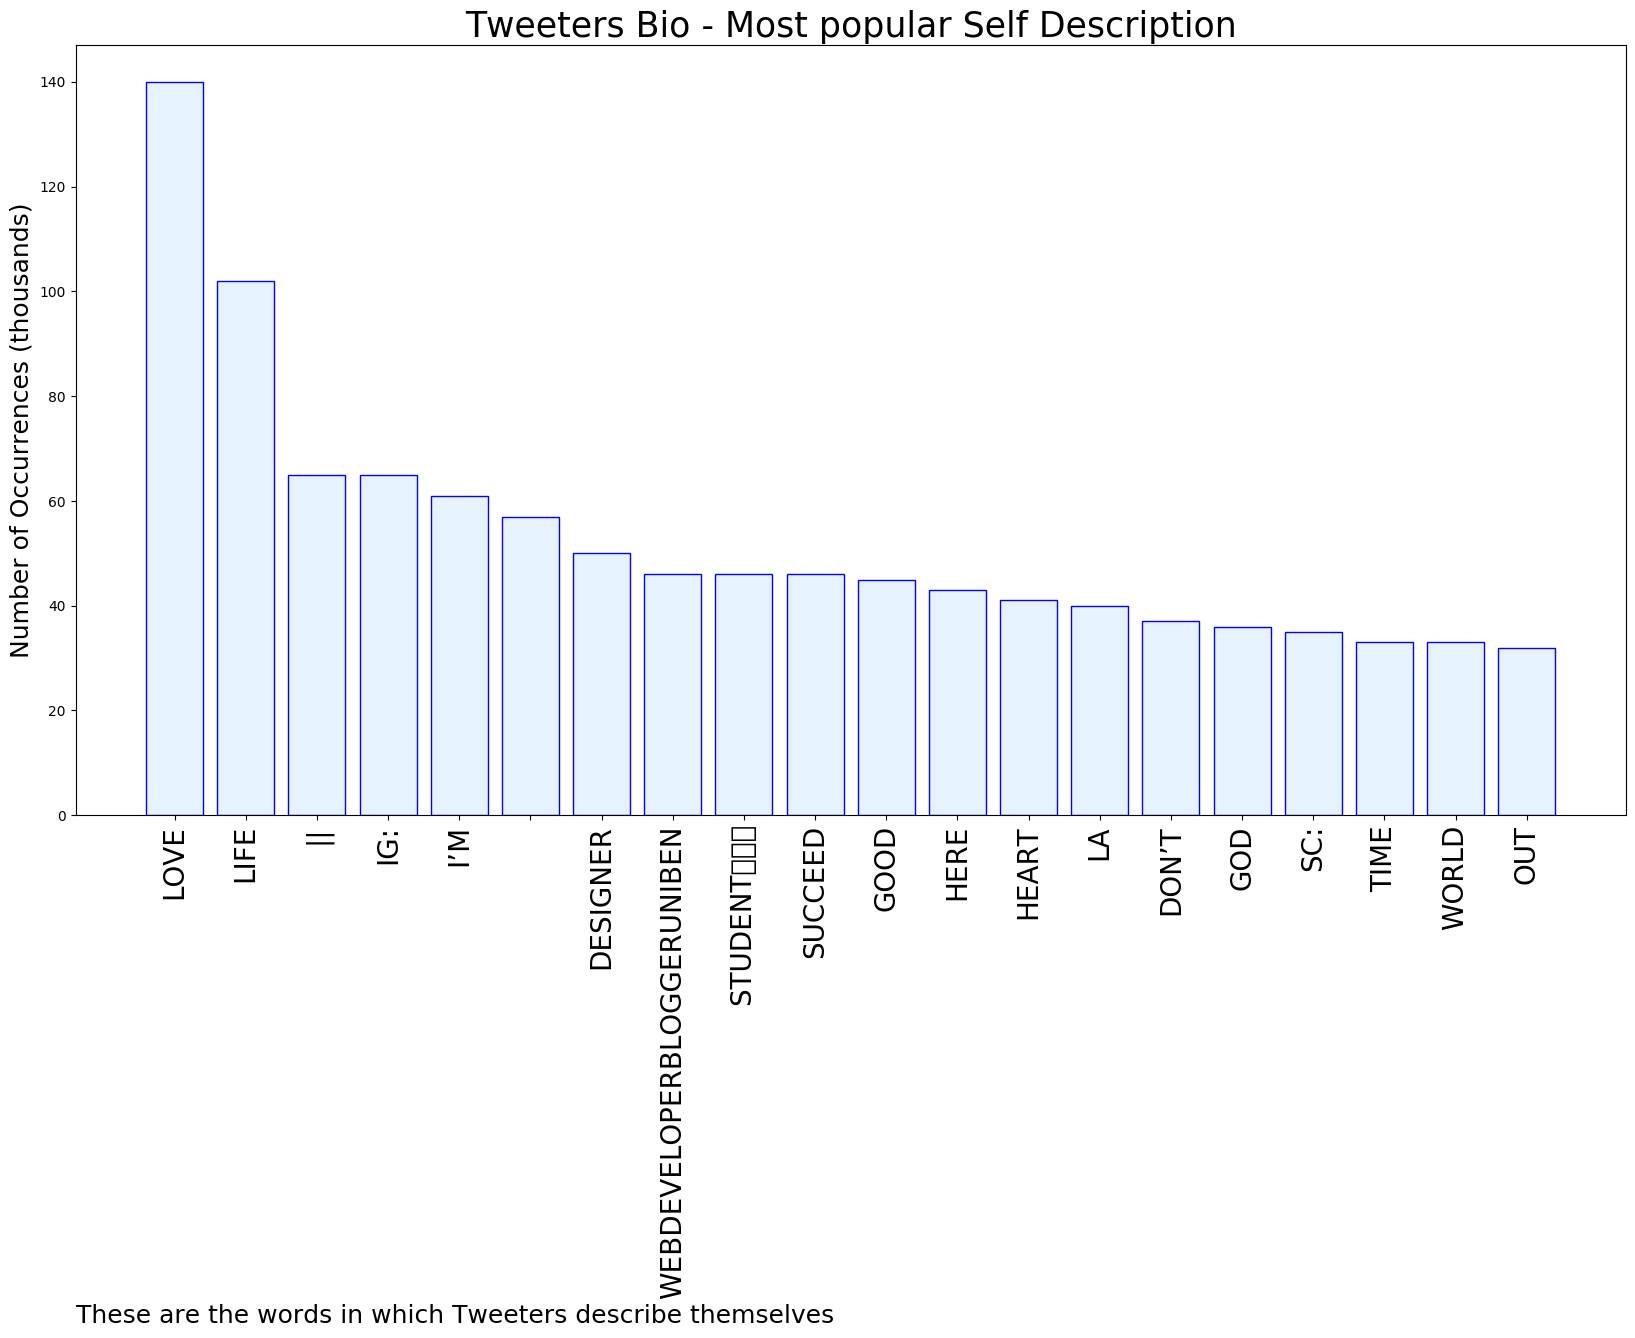 Tweeters Bio - Most popular Self Description
Number of Occurrences (thousands)
140
120
100
80
60
40
20
0
LOVE
LIFE
||
IG:
I’M
DESIGNER
WEBDEVELOPERBLOGGERUNIBEN
STUDENT▯▯▯
SUCCEED
GOOD
HERE
HEART
LA
DON’T
GOD
SC:
TIME
WORLD
OUT
These are the words in which Tweeters describe themselves